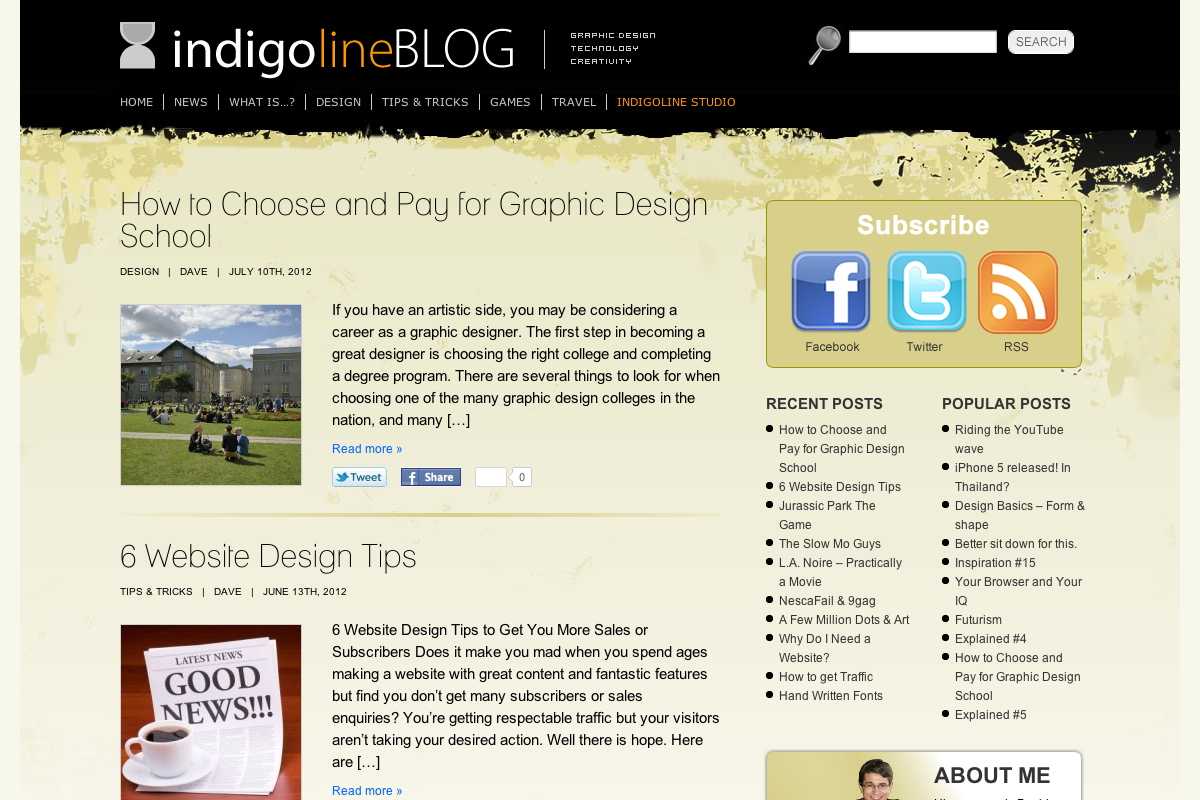 indigolineBLOG
GRAPHIC DESIGN
TECHNOLOGY
CREATIVITY
SEARCH
HOME
NEWS
WHAT IS...?
DESIGN
TIPS & TRICKS
GAMES
TRAVEL
INDIGOLINE STUDIO
How to Choose and Pay for Graphic Design
School
DESIGN | DAVE | JULY 10TH, 2012
If you have an artistic side, you may be considering a
career as a graphic designer. The first step in becoming a
great designer is choosing the right college and completing
a degree program. There are several things to look for when
choosing one of the many graphic design colleges in the
nation, and many […]
Read more »
Tweet
Share
0
6 Website Design Tips
TIPS & TRICKS | DAVE | JUNE 13TH, 2012
LATEST NEWS
GOOD
NEWS!!!
6 Website Design Tips to Get You More Sales or
Subscribers Does it make you mad when you spend ages
making a website with great content and fantastic features
but find you don’t get many subscribers or sales
enquiries? You’re getting respectable traffic but your visitors
aren’t taking your desired action. Well there is hope. Here
are […]
Read more »
Subscribe
Facebook
Twitter
RSS
RECENT POSTS
How to Choose and
Pay for Graphic Design
School
6 Website Design Tips
Jurassic Park The
Game
The Slow Mo Guys
L.A. Noire – Practically
a Movie
NescaFail & 9gag
A Few Million Dots & Art
Why Do I Need a
Website?
How to get Traffic
Hand Written Fonts
POPULAR POSTS
Riding the YouTube
wave
iPhone 5 released! In
Thailand?
Design Basics – Form &
shape
Better sit down for this.
Inspiration #15
Your Browser and Your
IQ
Futurism
Explained #4
How to Choose and
Pay for Graphic Design
School
Explained #5
ABOUT ME